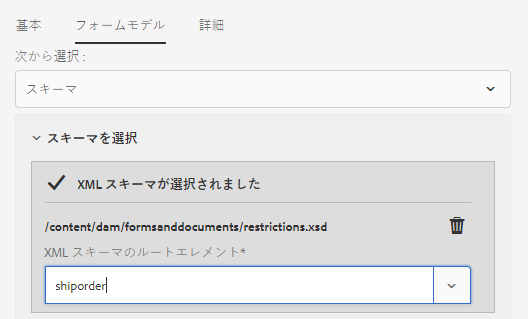 基本 フォームモデル 詳細
次から選択 :
スキーマ
スキーマを選択
XML スキーマが選択されました
/content/dam/formsanddocuments/restrictions.xsd
XML スキーマのルートエレメント*
shiporder